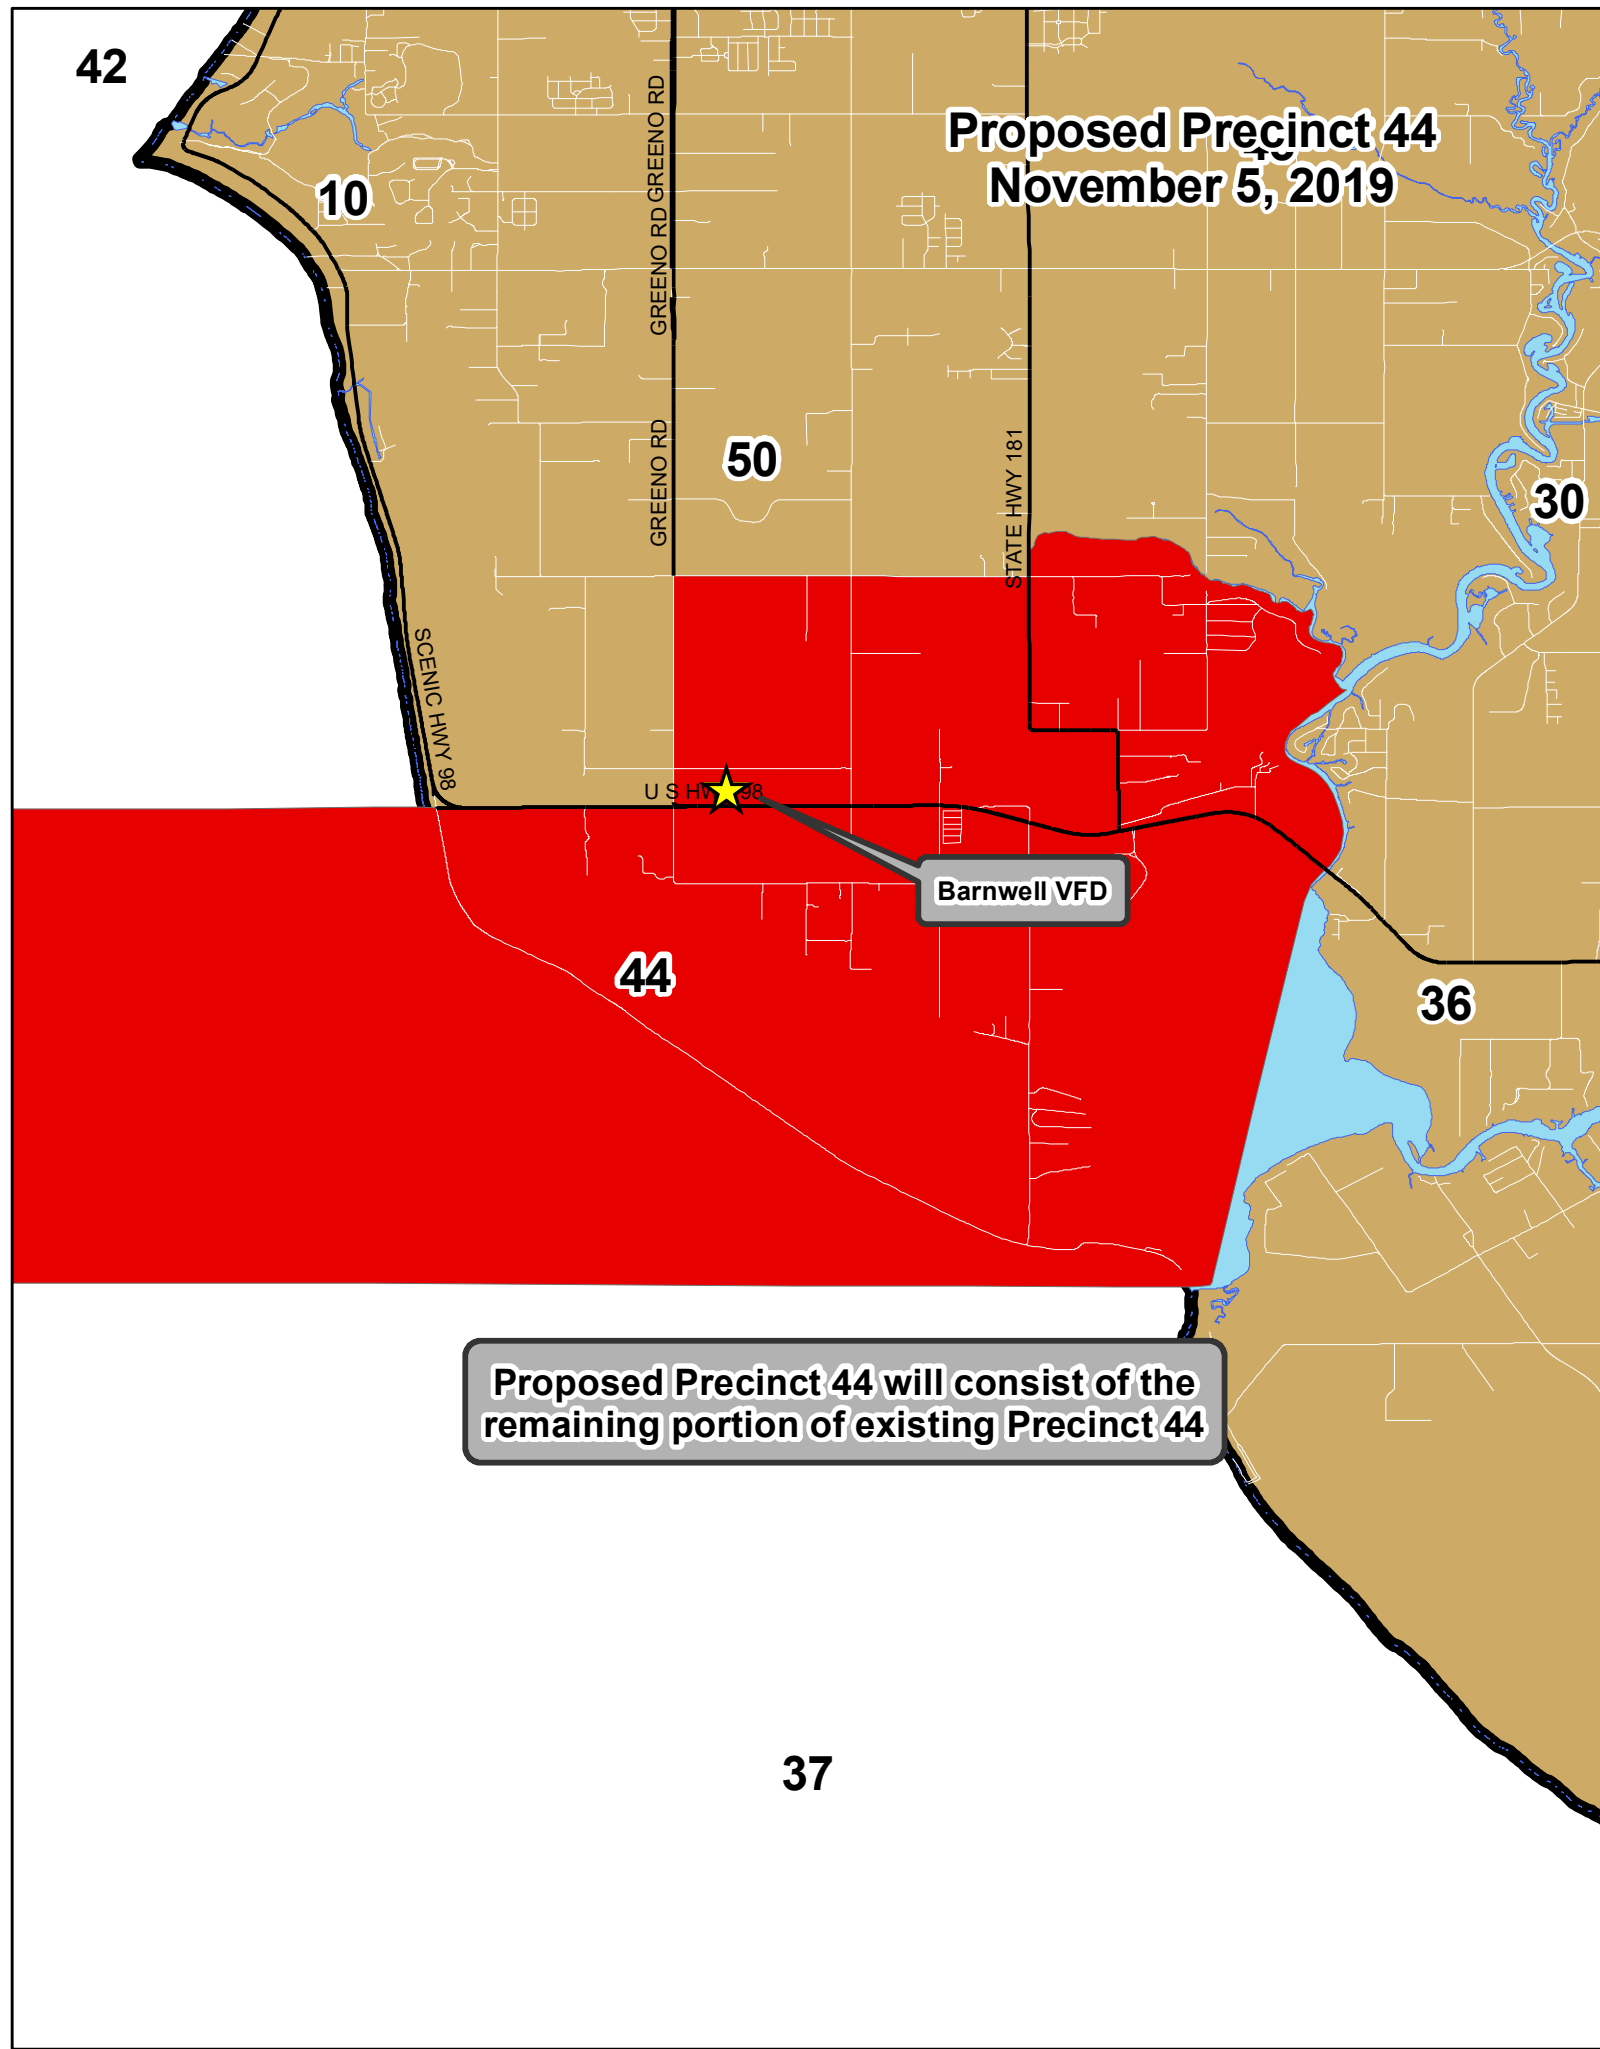 42
Proposed Precinct 44
November 5, 2019
10
GREENO RD
GREENO RD
GREENO RD
50
STATE HWY 181
30
SCENIC HWY 98
U S HWY 98
Barnwell VFD
44
36
Proposed Precinct 44 will consist of the
remaining portion of existing Precinct 44
37